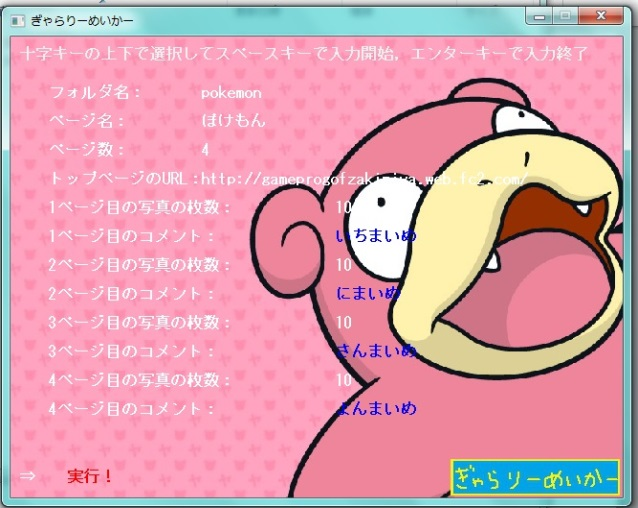 ぎゃらりーめいかー
十字キーの上下で選択してスペースキーで入力開始，エンターキーで入力終了
フォルダ名： pokemon
ページ名： ぽけもん
ページ数： 4
トップページのURL：http://gameprogofzakiniya.web.fc2.com/
1ページ目の写真の枚数： 10
1ページ目のコメント： いちまいめ
2ページ目の写真の枚数： 10
2ページ目のコメント： にまいめ
3ページ目の写真の枚数： 10
3ページ目のコメント： さんまいめ
4ページ目の写真の枚数： 10
4ページ目のコメント： よんまいめ
⇒ 実行！
ぎゃらりーめいかー